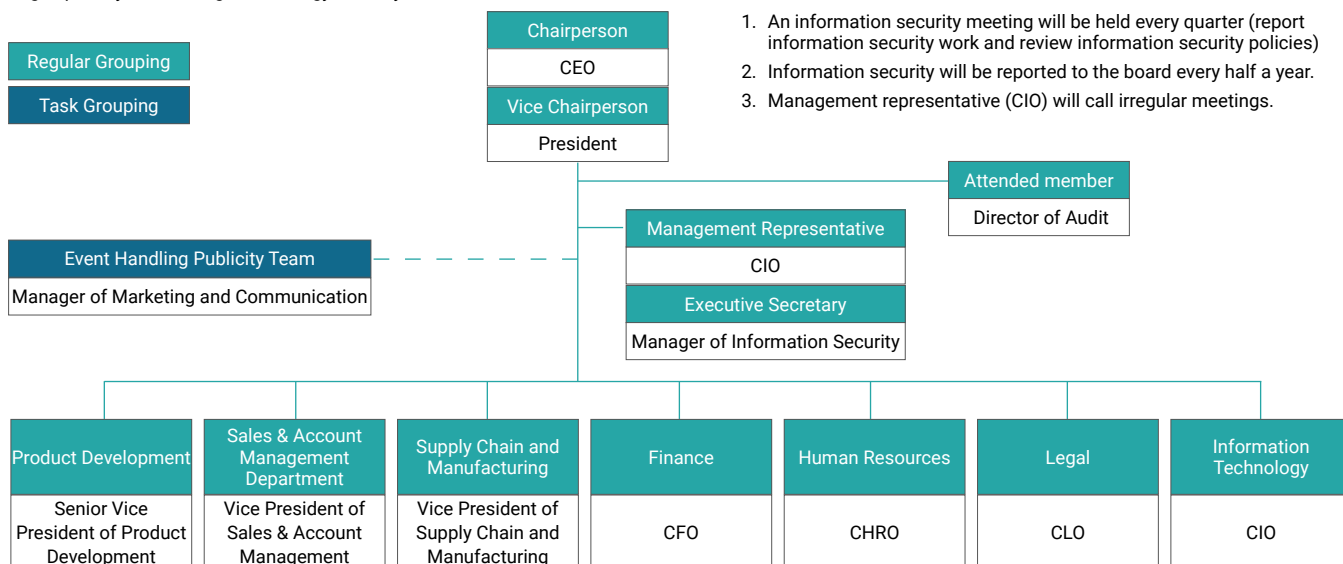 Chairperson
CEO
Vice Chairperson
President
Regular Grouping
Task Grouping
1. An information security meeting will be held every quarter (report
information security work and review information security policies)
2. Information security will be reported to the board every half a year.
3. Management representative (CIO) will call irregular meetings.
Attended member
Director of Audit
Management Representative
CIO
Executive Secretary
Manager of Information Security
Event Handling Publicity Team
Manager of Marketing and Communication
Product Development
Senior Vice
President of Product
Development
Sales & Account
Management
Department
Vice President of
Sales & Account
Management
Supply Chain and
Manufacturing
Vice President of
Supply Chain and
Manufacturing
Finance
CFO
Human Resources
CHRO
Legal
CLO
Information
Technology
CIO